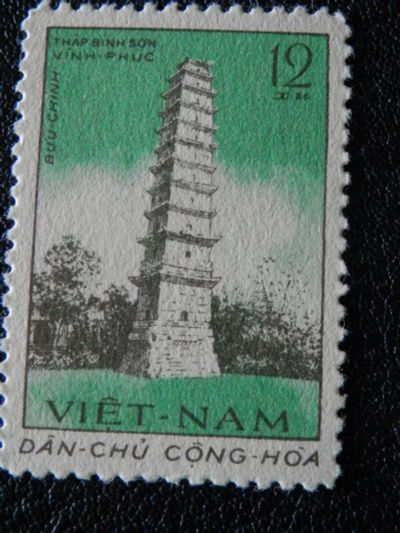 THÁP BÌNH SƠN
VĨNH-PHÚC
BƯU-CHÍNH
12
XU
VIỆT-NAM
DÂN-CHỦ CỘNG-HÒA